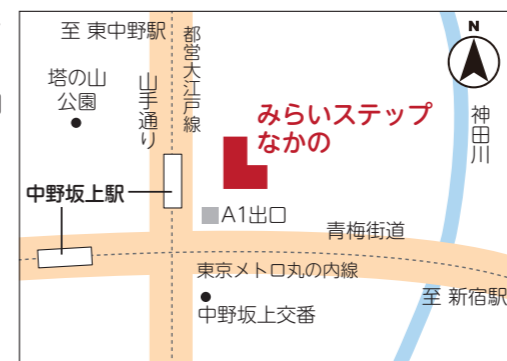 至 東中野駅
都営大江戸線
山手通り
塔の山
公園
N
神田川
みらいステップ
なかの
中野坂上駅
A1出口
青梅街道
東京メトロ丸の内線
至 新宿駅
中野坂上交番